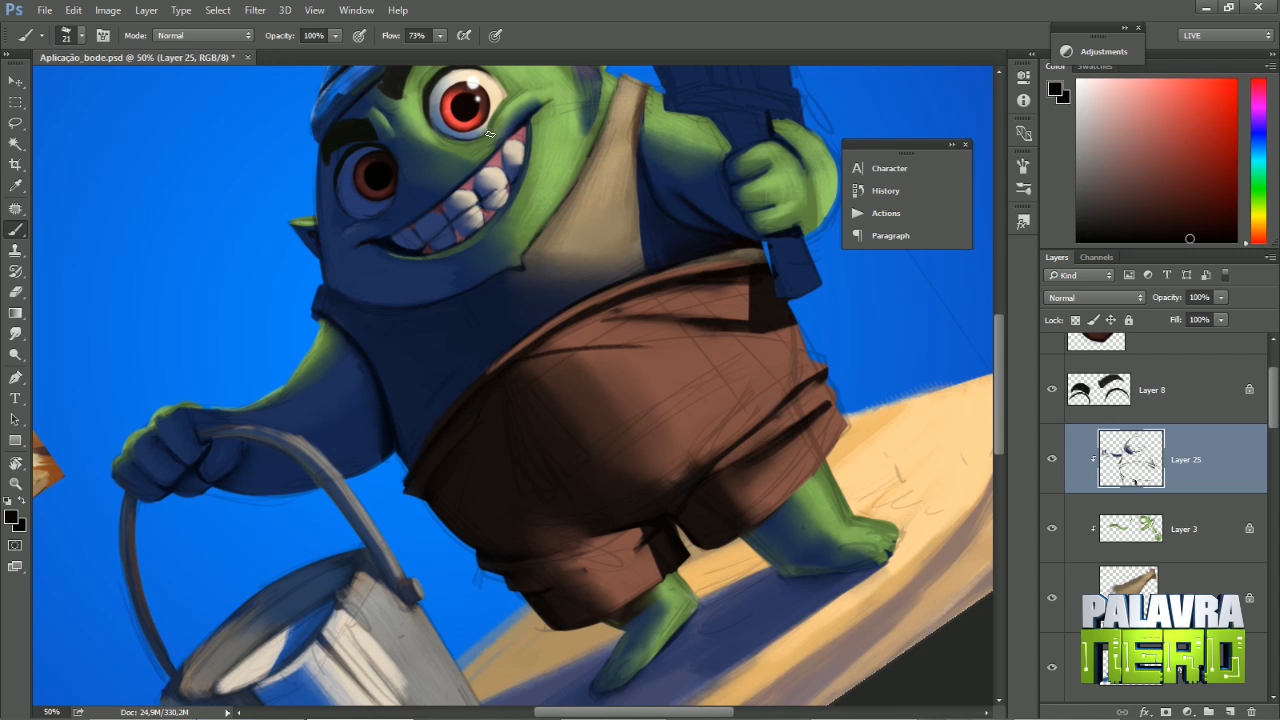 Ps File Edit Image Layer Type Select Filter 3D View Window Help
21 Mode: Normal Opacity: 100% Flow: 73% LIVE
Adjustments
Aplicação_bode.psd @ 50% (Layer 25, RGB/8) *
Color Swatches
Character
History
Actions
Paragraph
Layers Channels
Kind
Normal Opacity: 100%
Lock: Fill: 100%
Layer 8
Layer 25
Layer 3
PALAVRA
NERD
50% Doc: 24,9M/330,2M